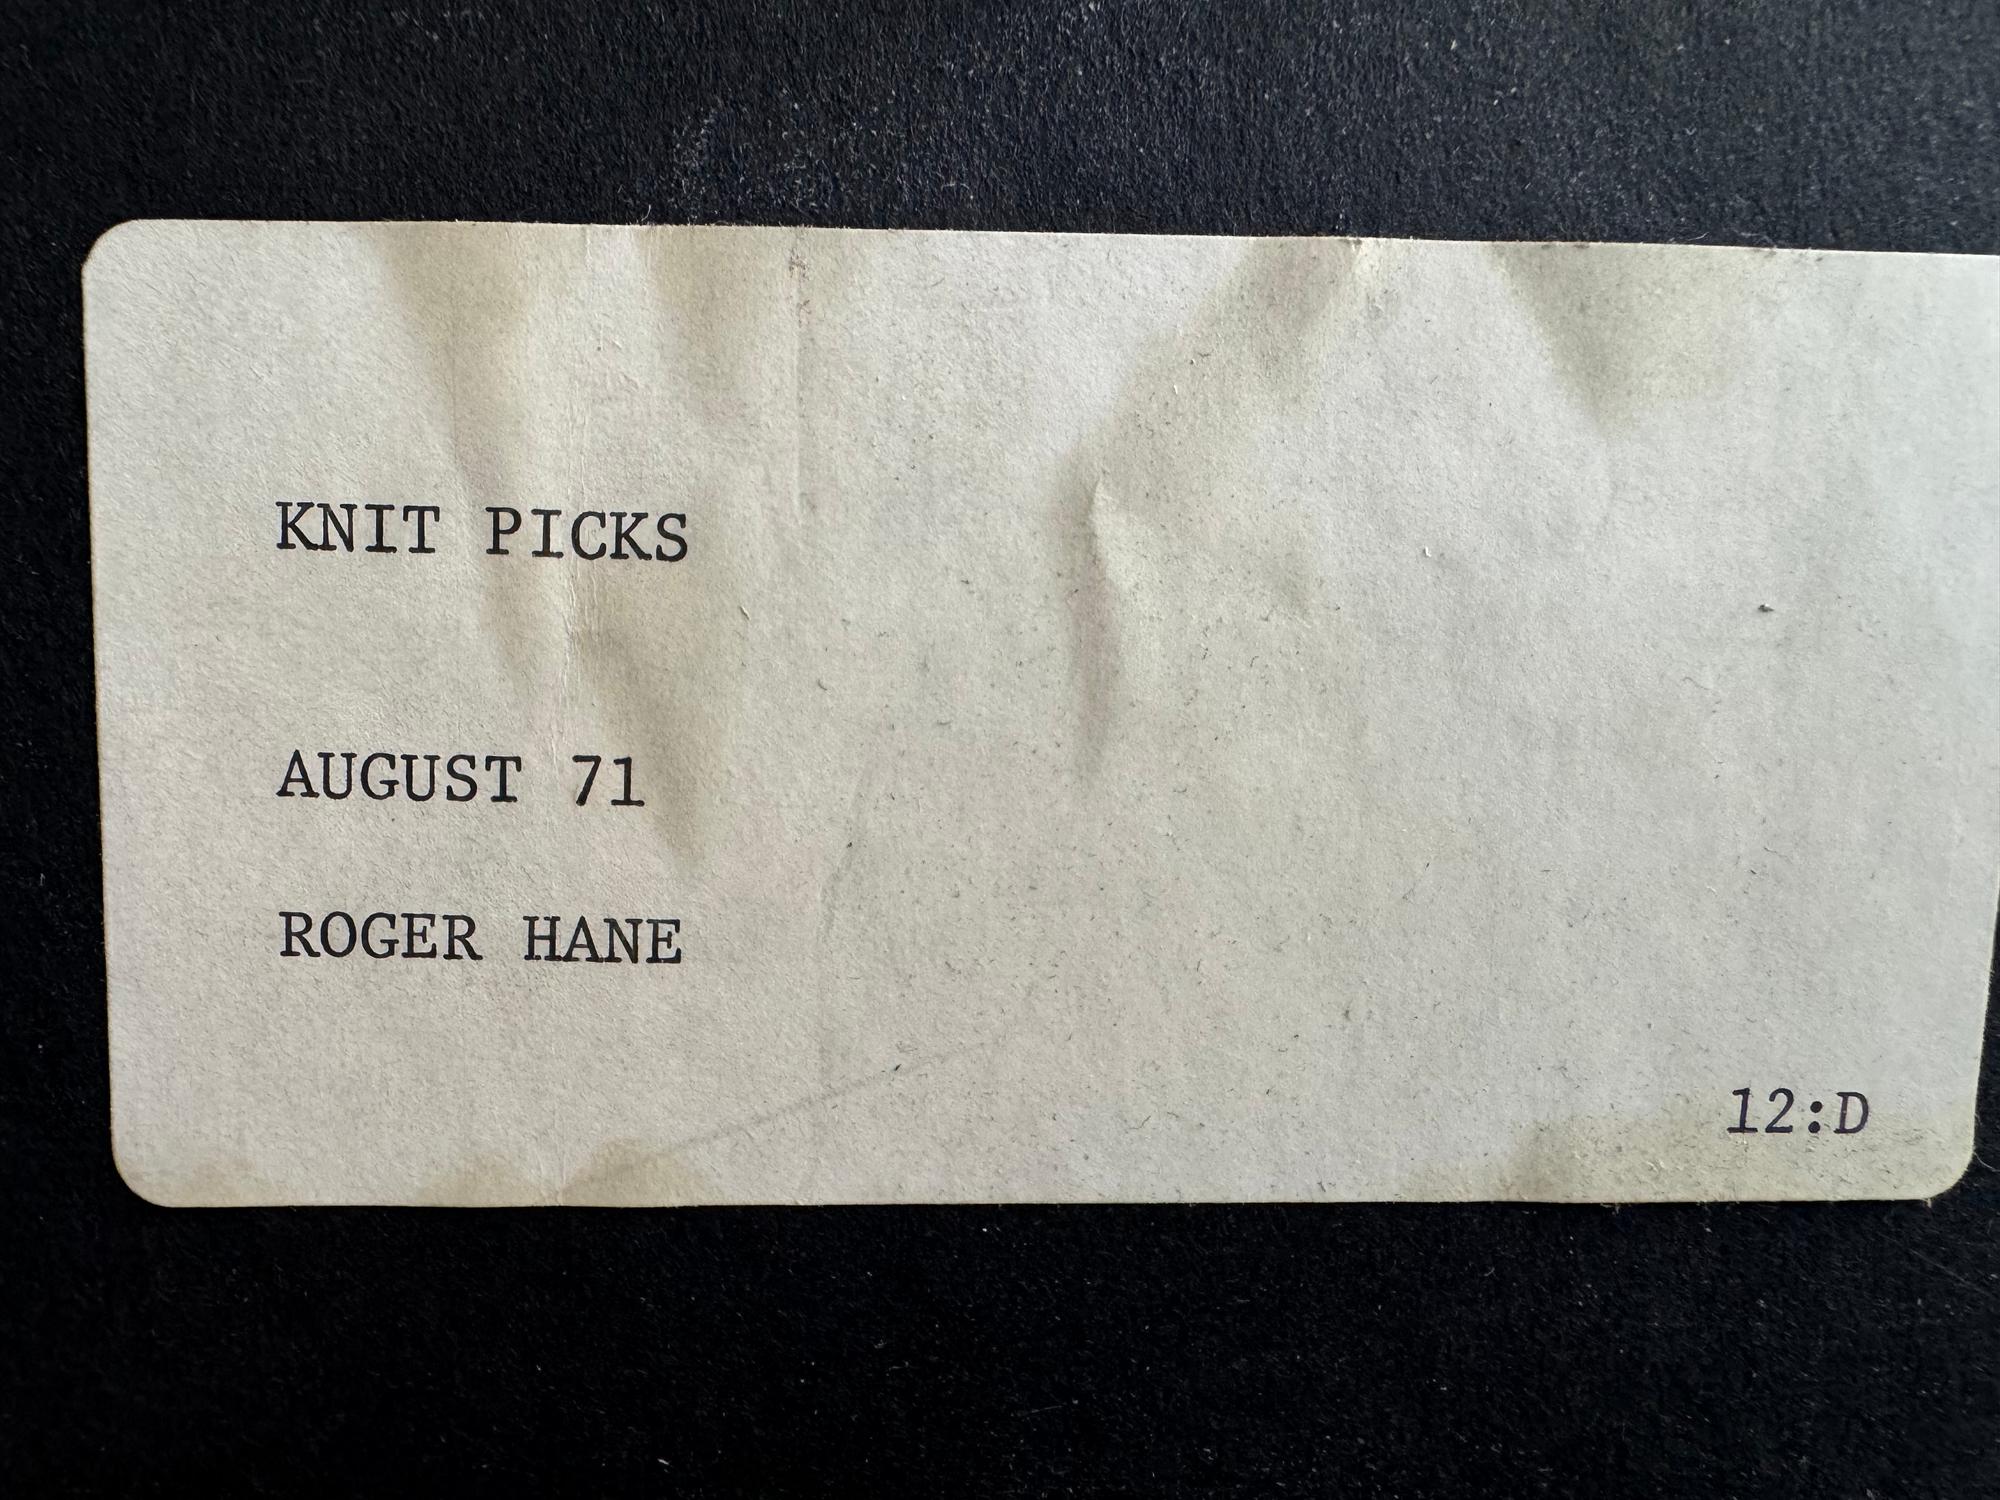 KNIT PICKS
AUGUST 71
ROGER HANE
12:D